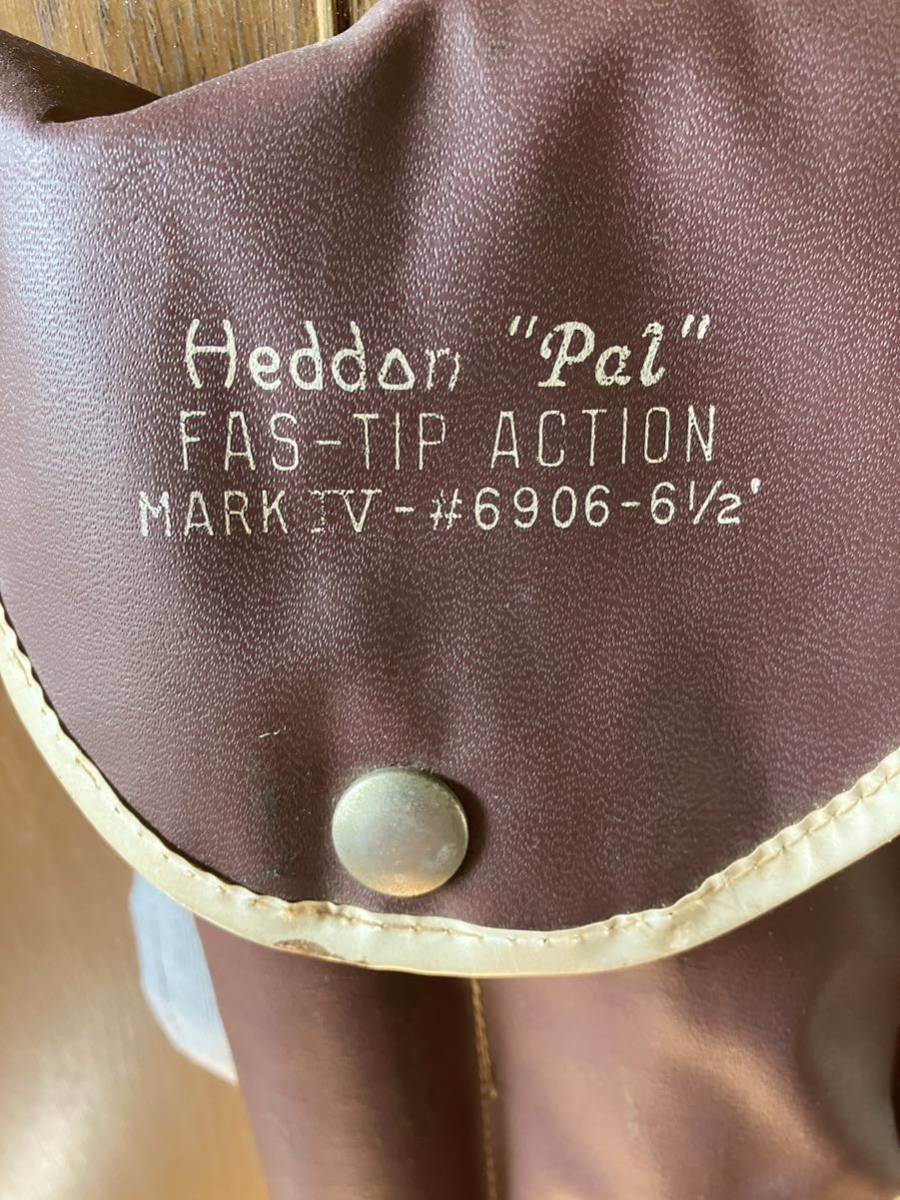 Heddon "Pal"
FAS-TIP ACTION
MARK IV - #6906-6½'